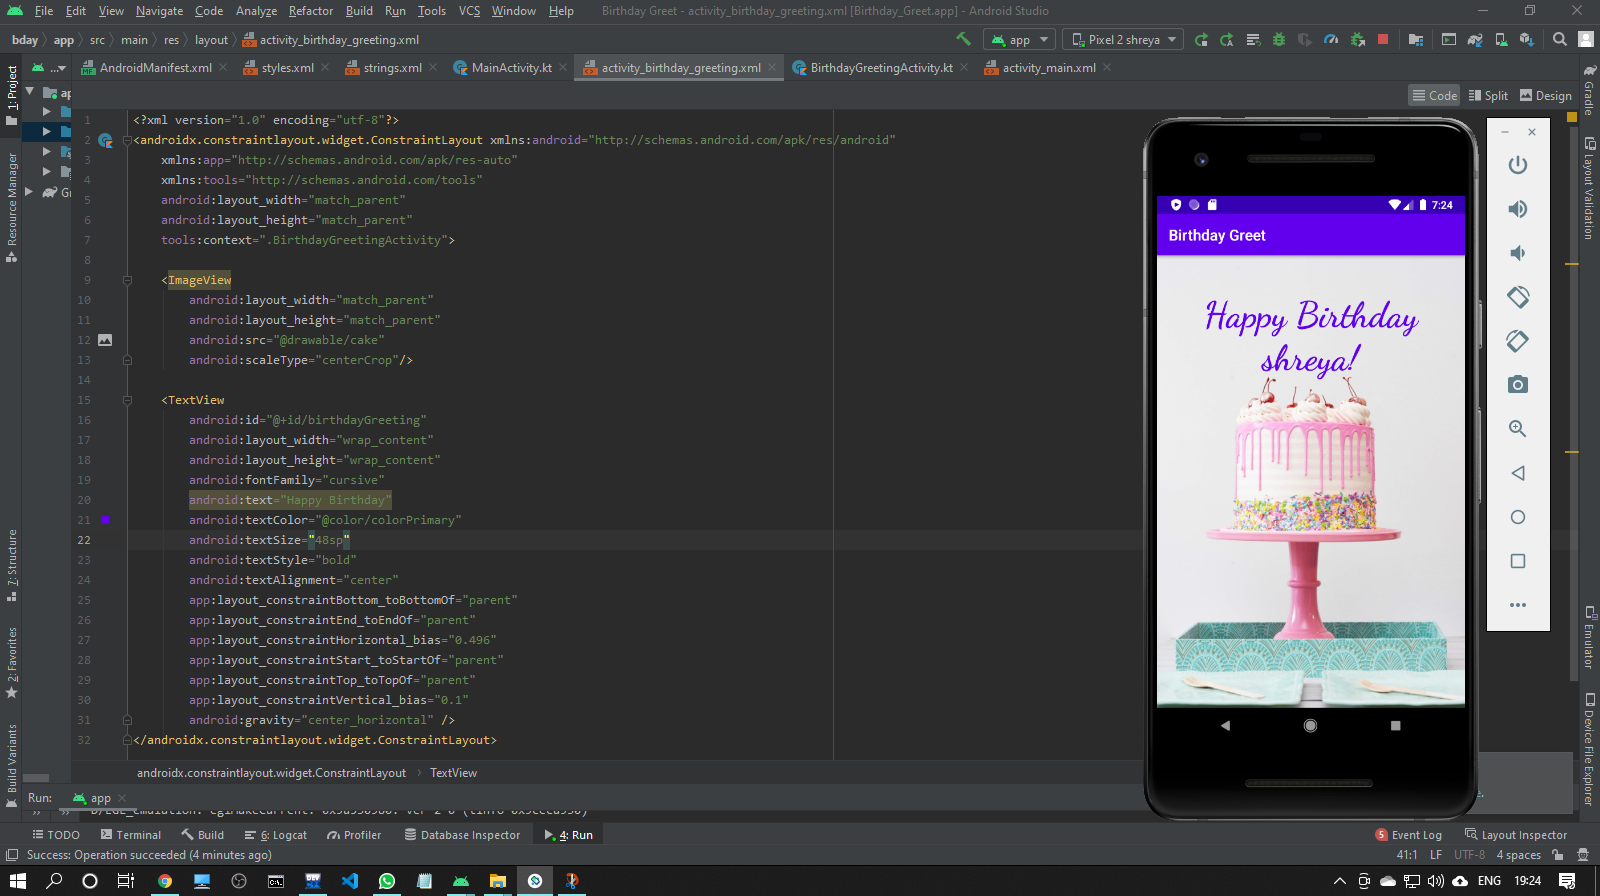 File Edit View Navigate Code Analyze Refactor Build Run Tools VCS Window Help Birthday Greet - activity_birthday_greeting.xml [Birthday_Greet.app] - Android Studio
bday app src main res layout activity_birthday_greeting.xml app Pixel 2 shreya
1: Project
Resource Manager
7: Structure
2: Favorites
Build Variants
... AndroidManifest.xml styles.xml strings.xml MainActivity.kt activity_birthday_greeting.xml BirthdayGreetingActivity.kt activity_main.xml
Code Split Design
1 <?xml version="1.0" encoding="utf-8"?>
2 <androidx.constraintlayout.widget.ConstraintLayout xmlns:android="http://schemas.android.com/apk/res/android"
3 xmlns:app="http://schemas.android.com/apk/res-auto"
4 xmlns:tools="http://schemas.android.com/tools"
5 android:layout_width="match_parent"
6 android:layout_height="match_parent"
7 tools:context=".BirthdayGreetingActivity">
8
9 <ImageView
10 android:layout_width="match_parent"
11 android:layout_height="match_parent"
12 android:src="@drawable/cake"
13 android:scaleType="centerCrop"/>
14
15 <TextView
16 android:id="@+id/birthdayGreeting"
17 android:layout_width="wrap_content"
18 android:layout_height="wrap_content"
19 android:fontFamily="cursive"
20 android:text="Happy Birthday"
21 android:textColor="@color/colorPrimary"
22 android:textSize="48sp"
23 android:textStyle="bold"
24 android:textAlignment="center"
25 app:layout_constraintBottom_toBottomOf="parent"
26 app:layout_constraintEnd_toEndOf="parent"
27 app:layout_constraintHorizontal_bias="0.496"
28 app:layout_constraintStart_toStartOf="parent"
29 app:layout_constraintTop_toTopOf="parent"
30 app:layout_constraintVertical_bias="0.1"
31 android:gravity="center_horizontal" />
32 </androidx.constraintlayout.widget.ConstraintLayout>
androidx.constraintlayout.widget.ConstraintLayout TextView
7:24
Birthday Greet
Happy Birthday
shreya!
Gradle
Layout Validation
Emulator
Device File Explorer
Run: app
TODO Terminal Build 6: Logcat Profiler Database Inspector 4: Run 5 Event Log Layout Inspector
Success: Operation succeeded (4 minutes ago) 41:1 LF UTF-8 4 spaces
ENG 19:24